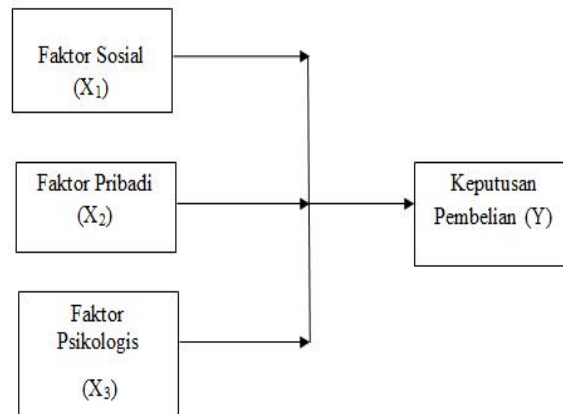 Faktor Sosial
(X₁)
Faktor Pribadi
(X₂)
Faktor
Psikologis
(X₃)
Keputusan
Pembelian (Y)